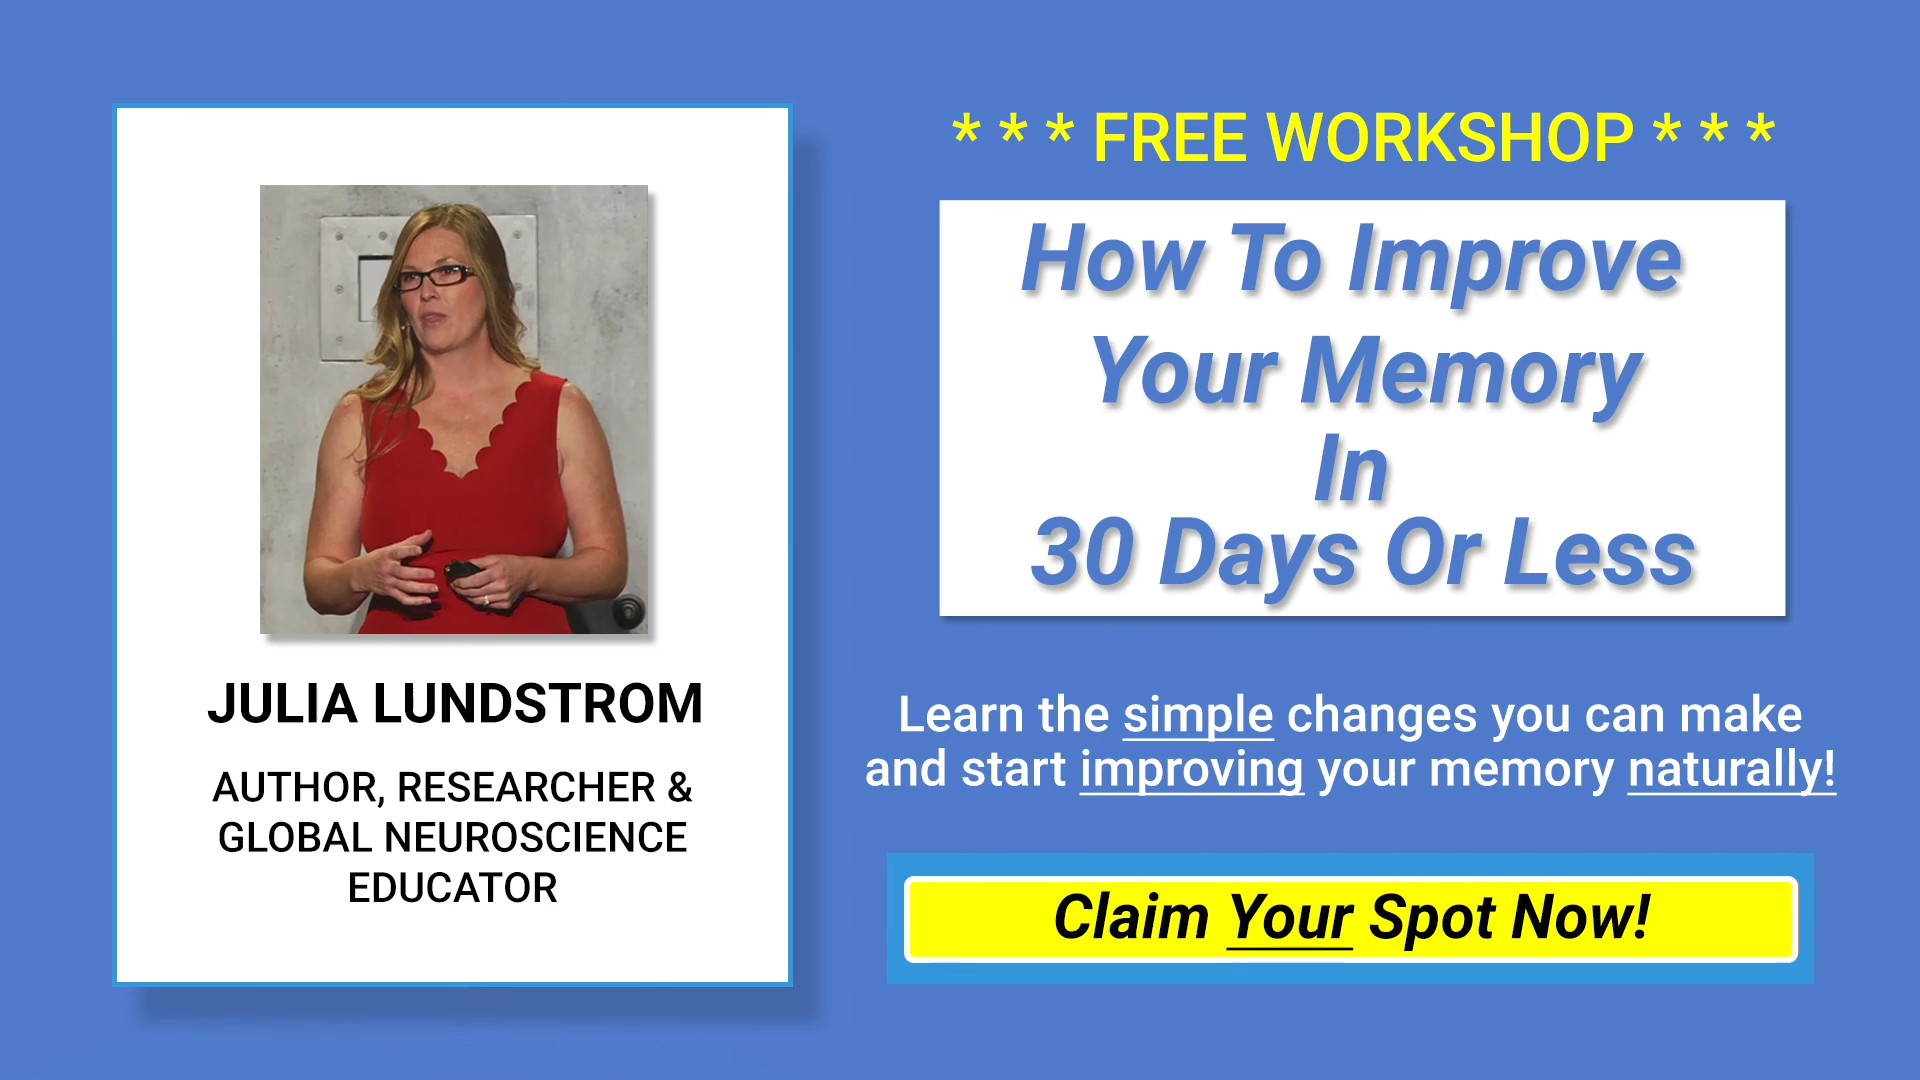 JULIA LUNDSTROM
AUTHOR, RESEARCHER &
GLOBAL NEUROSCIENCE
EDUCATOR
* * * FREE WORKSHOP * * *
How To Improve
Your Memory
In
30 Days Or Less
Learn the simple changes you can make
and start improving your memory naturally!
Claim Your Spot Now!